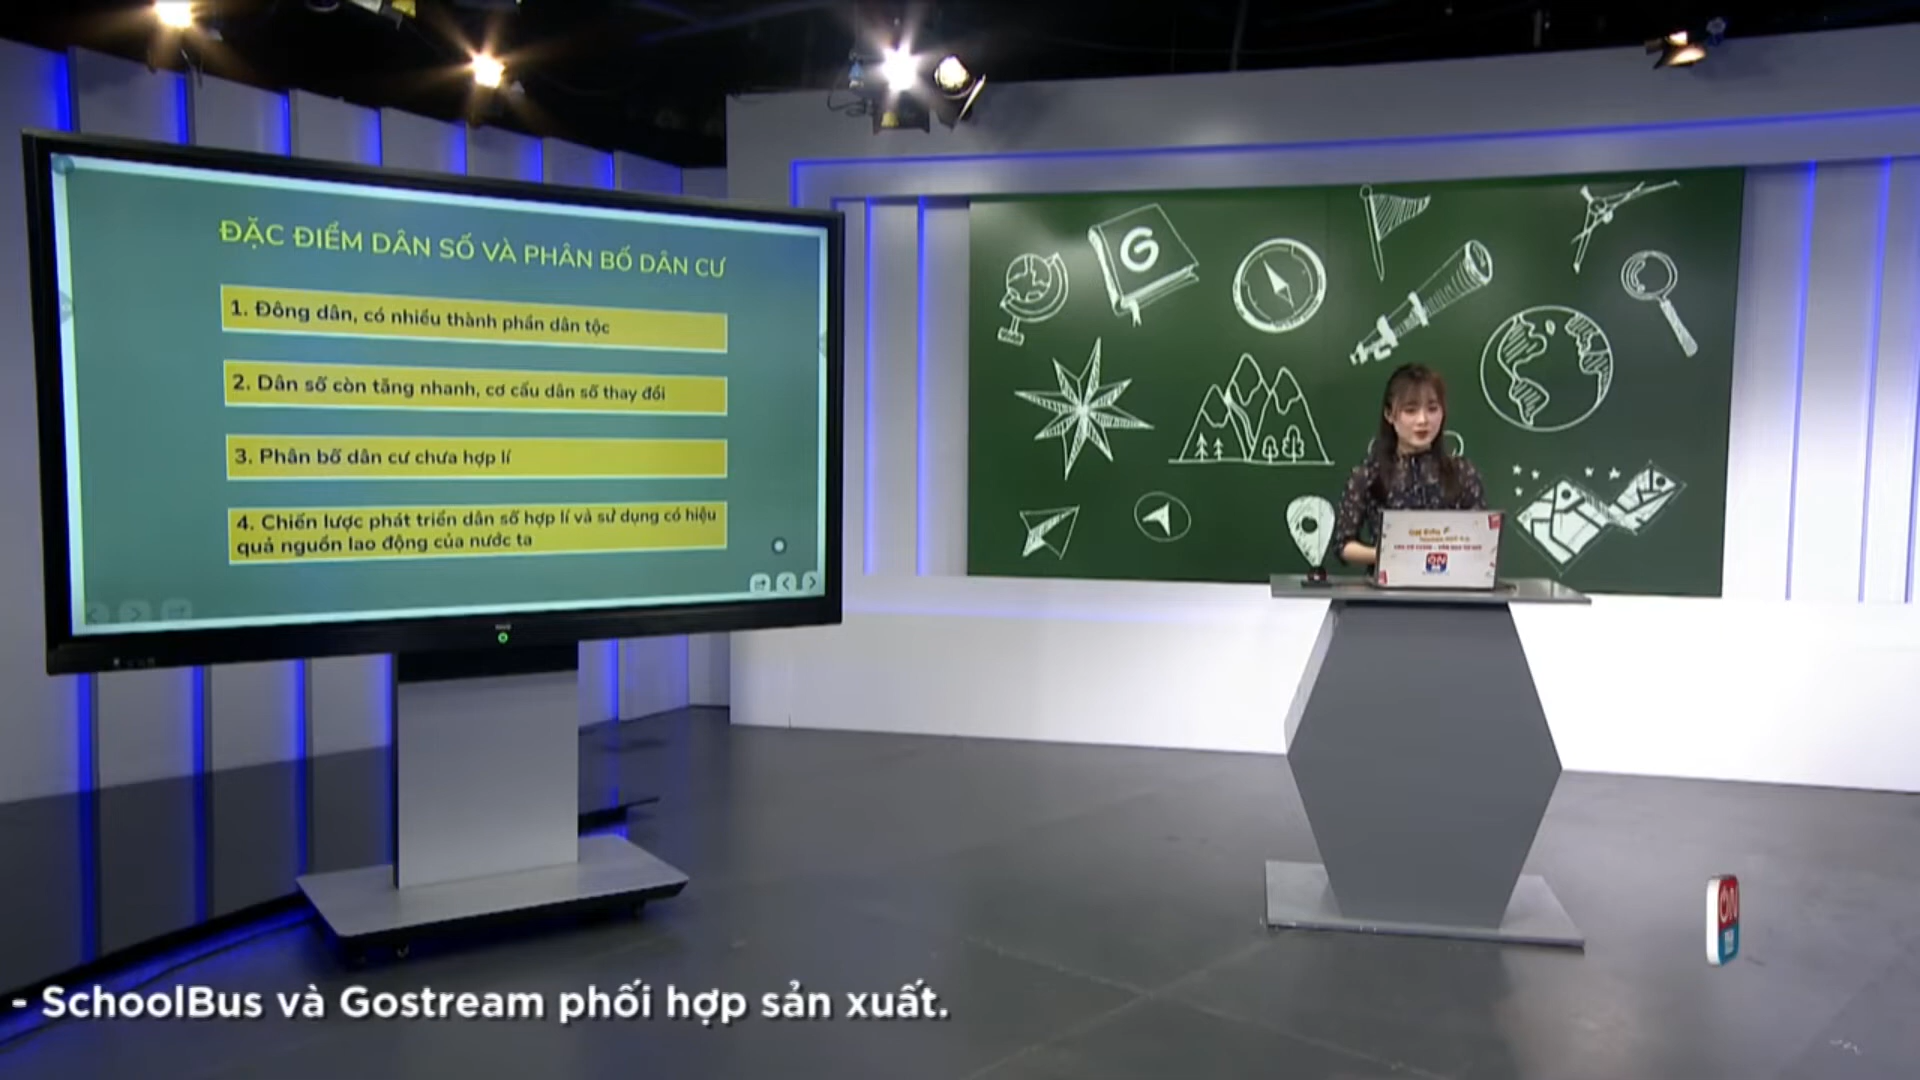 ĐẶC ĐIỂM DÂN SỐ VÀ PHÂN BỐ DÂN CƯ
1. Đông dân, có nhiều thành phần dân tộc
2. Dân số còn tăng nhanh, cơ cấu dân số thay đổi
3. Phân bố dân cư chưa hợp lí
4. Chiến lược phát triển dân số hợp lí và sử dụng có hiệu
quả nguồn lao động của nước ta
G
ON
ON
- SchoolBus và Gostream phối hợp sản xuất.